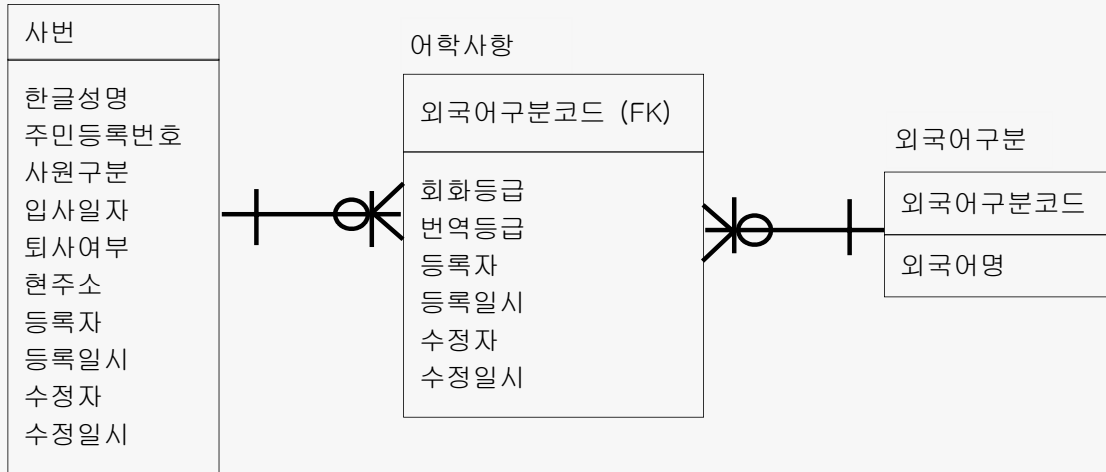 사번
한글성명
주민등록번호
사원구분
입사일자
퇴사여부
현주소
등록자
등록일시
수정자
수정일시
어학사항
외국어구분코드 (FK)
회화등급
번역등급
등록자
등록일시
수정자
수정일시
외국어구분
외국어구분코드
외국어명